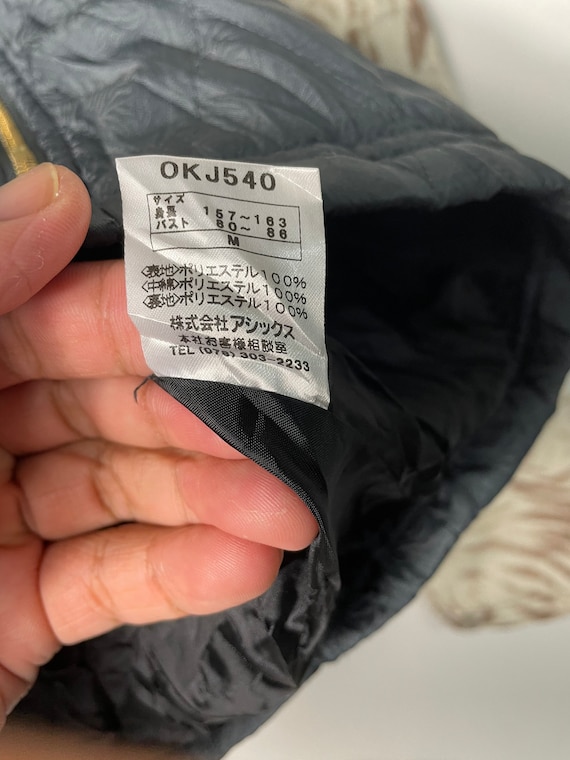 OKJ540
サイズ
身長 157～163
バスト 80～ 86
M
〈表地〉ポリエステル100%
〈中綿〉ポリエステル100%
〈裏地〉ポリエステル100%
株式会社アシックス
本社お客様相談室
TEL (078) 303-2233